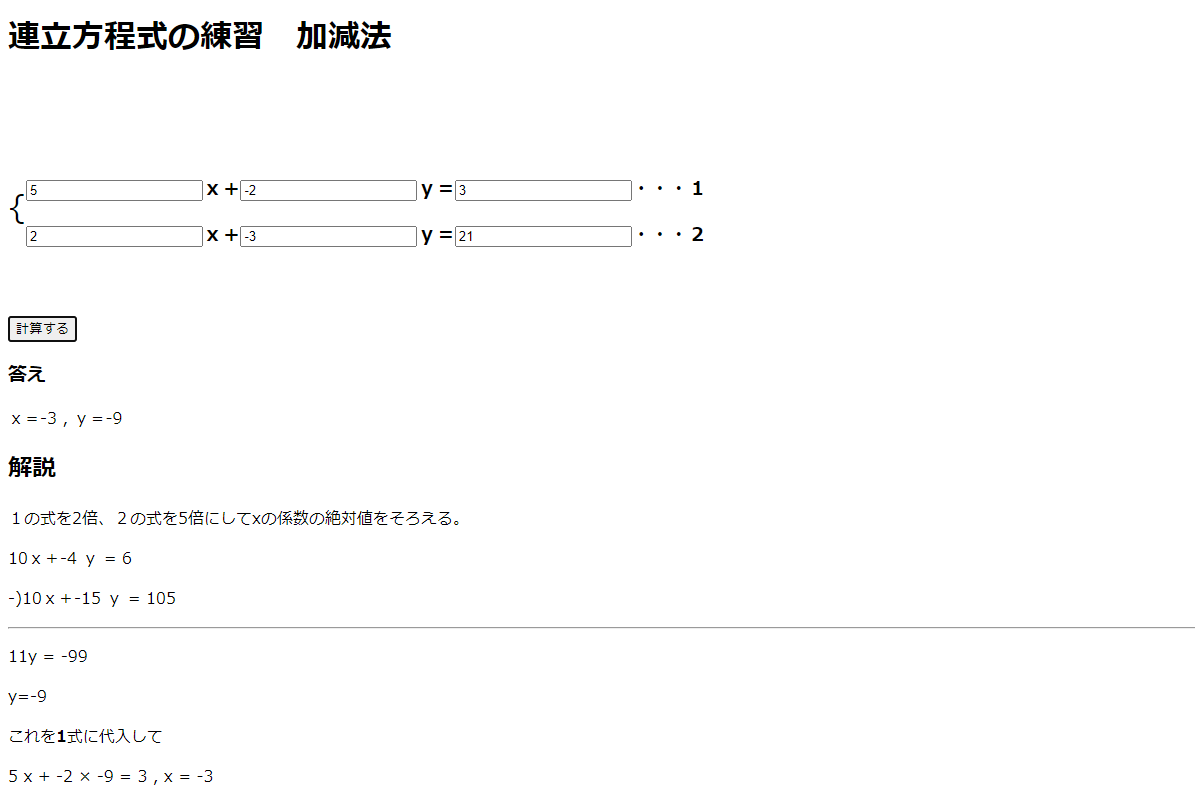 連立方程式の練習　加減法
{
5 x + -2 y = 3 ・・・ 1
2 x + -3 y = 21 ・・・ 2
計算する
答え
ｘ＝-3 , ｙ＝-9
解説
１の式を2倍、２の式を5倍にしてxの係数の絶対値をそろえる。
10ｘ＋-4 ｙ = 6
-)10ｘ＋-15 ｙ = 105
11y = -99
y=-9
これを1式に代入して
5 x + -2 × -9 = 3 , x = -3